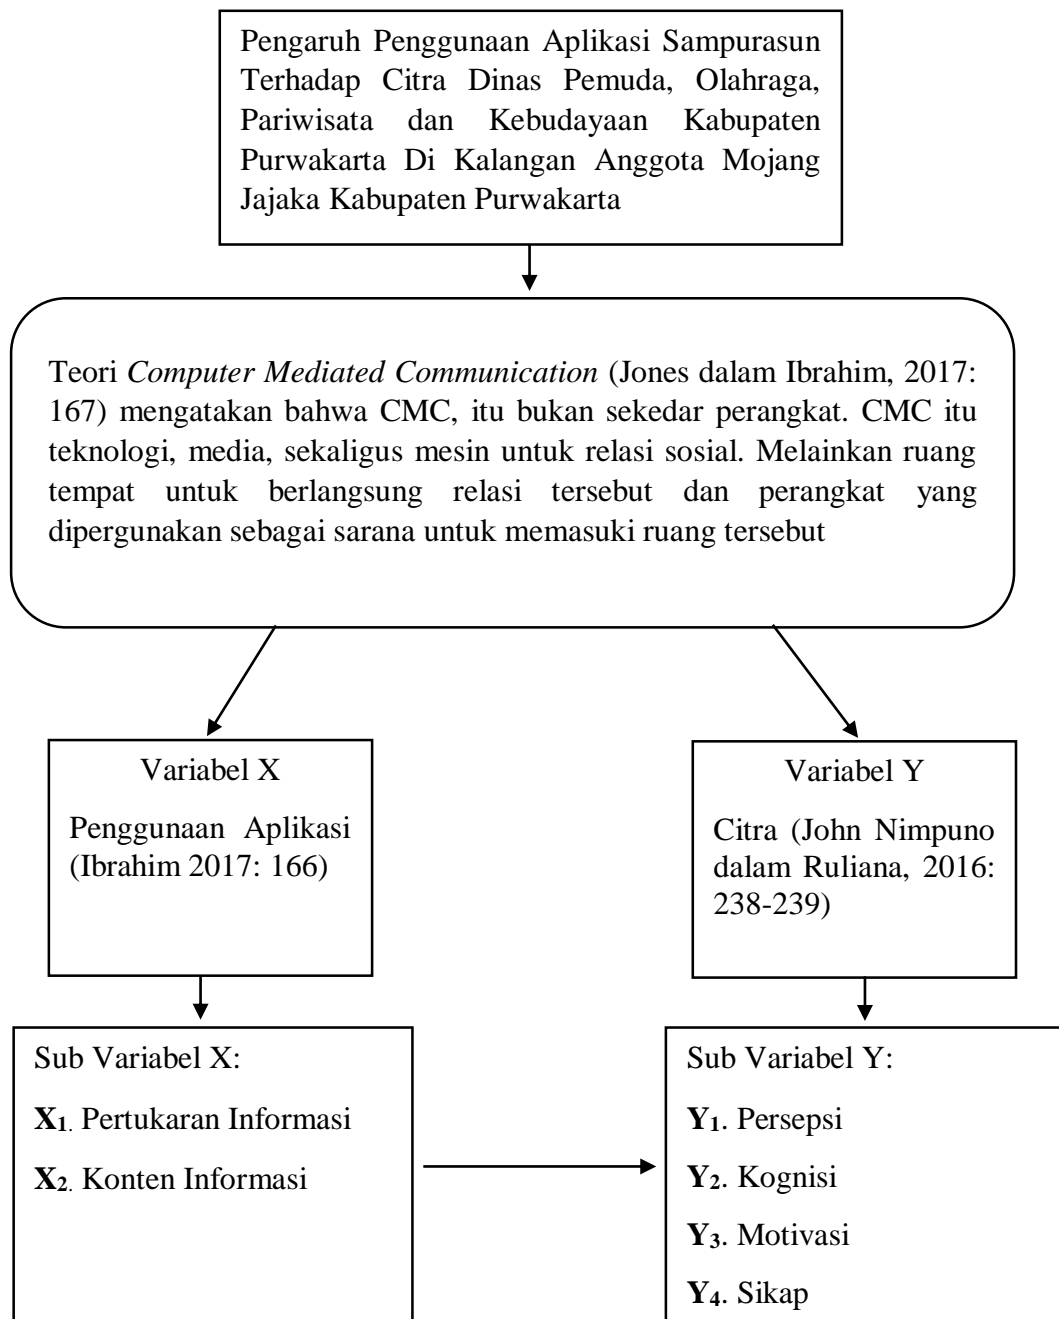 Pengaruh Penggunaan Aplikasi Sampurasun
Terhadap Citra Dinas Pemuda, Olahraga,
Pariwisata dan Kebudayaan Kabupaten
Purwakarta Di Kalangan Anggota Mojang
Jajaka Kabupaten Purwakarta
Teori Computer Mediated Communication (Jones dalam Ibrahim, 2017:
167) mengatakan bahwa CMC, itu bukan sekedar perangkat. CMC itu
teknologi, media, sekaligus mesin untuk relasi sosial. Melainkan ruang
tempat untuk berlangsung relasi tersebut dan perangkat yang
dipergunakan sebagai sarana untuk memasuki ruang tersebut
Variabel X
Penggunaan Aplikasi
(Ibrahim 2017: 166)
Variabel Y
Citra (John Nimpuno
dalam Ruliana, 2016:
238-239)
Sub Variabel X:
X₁. Pertukaran Informasi
X₂. Konten Informasi
Sub Variabel Y:
Y₁. Persepsi
Y₂. Kognisi
Y₃. Motivasi
Y₄. Sikap